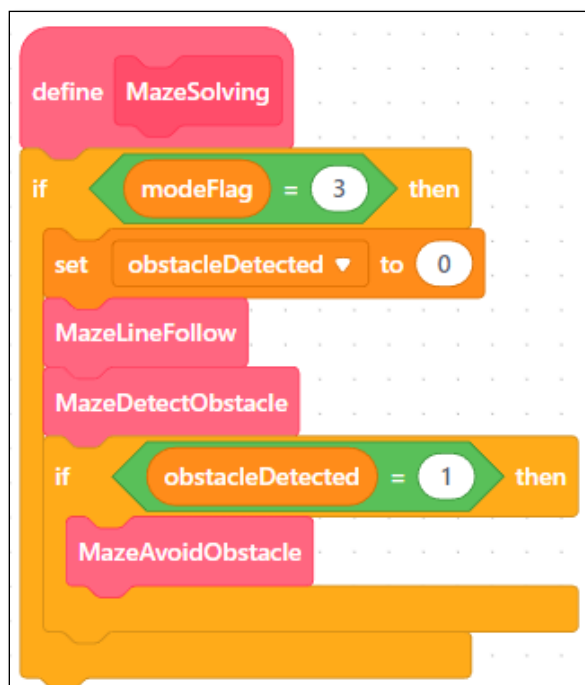 define MazeSolving
if modeFlag = 3 then
set obstacleDetected to 0
MazeLineFollow
MazeDetectObstacle
if obstacleDetected = 1 then
MazeAvoidObstacle